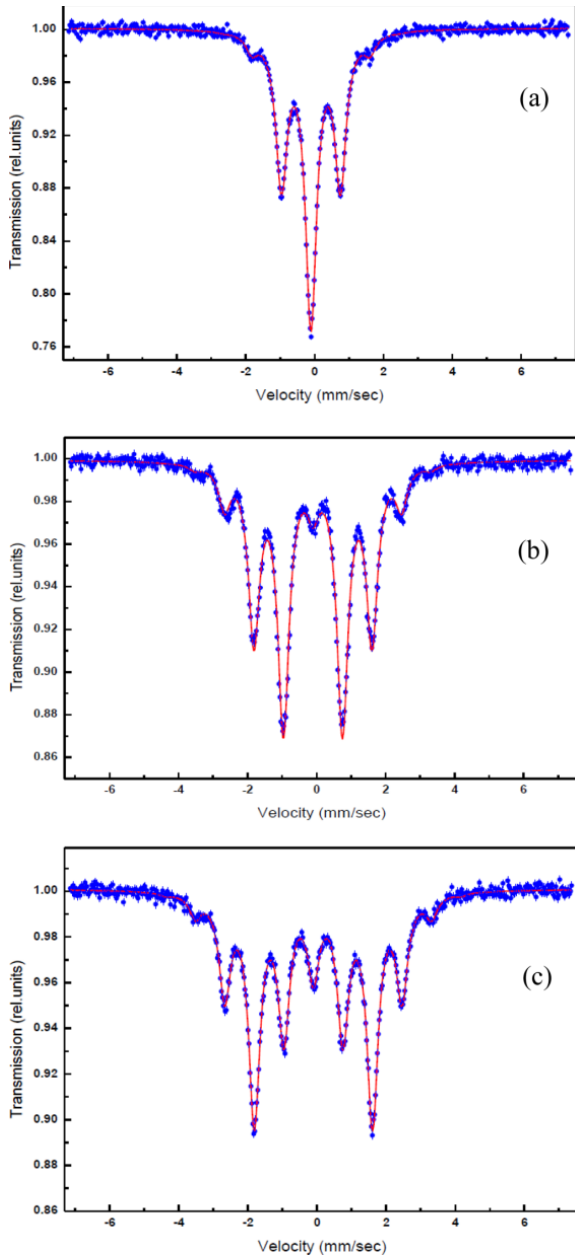 1.00
0.96
0.92
0.88
0.84
0.80
0.76
Transmission (rel.units)
(a)
-6 -4 -2 0 2 4 6
Velocity (mm/sec)
1.00
0.98
0.96
0.94
0.92
0.90
0.88
0.86
Transmission (rel.units)
(b)
-6 -4 -2 0 2 4 6
Velocity (mm/sec)
1.00
0.98
0.96
0.94
0.92
0.90
0.88
0.86
Transmission (rel.units)
(c)
-6 -4 -2 0 2 4 6
Velocity (mm/sec)